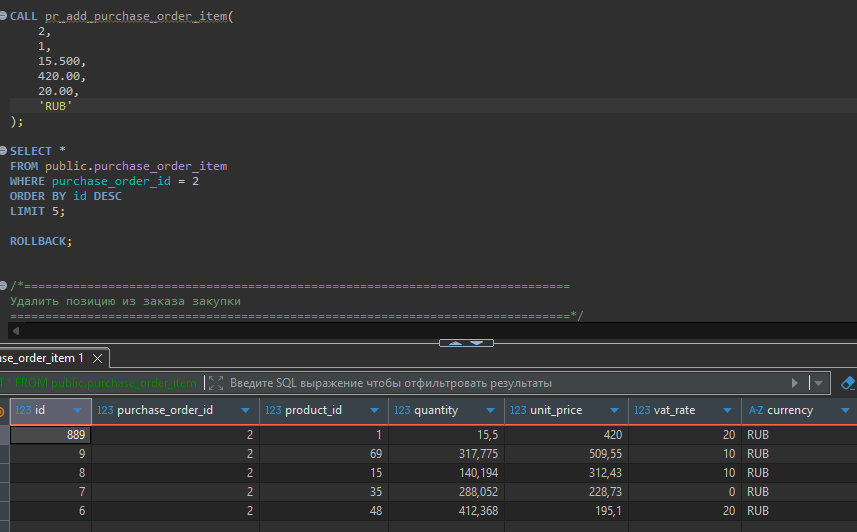 CALL pr_add_purchase_order_item(
2,
1,
15.500,
420.00,
20.00,
'RUB'
);
SELECT *
FROM public.purchase_order_item
WHERE purchase_order_id = 2
ORDER BY id DESC
LIMIT 5;
ROLLBACK;
/*==============================================================================
Удалить позицию из заказа закупки
================================================================================*/
se_order_item 1
* FROM public.purchase_order_item Введите SQL выражение чтобы отфильтровать результаты
123 id 123 purchase_order_id 123 product_id 123 quantity 123 unit_price 123 vat_rate A-Z currency
889 2 1 15,5 420 20 RUB
9 2 69 317,775 509,55 10 RUB
8 2 15 140,194 312,43 10 RUB
7 2 35 288,052 228,73 0 RUB
6 2 48 412,368 195,1 20 RUB